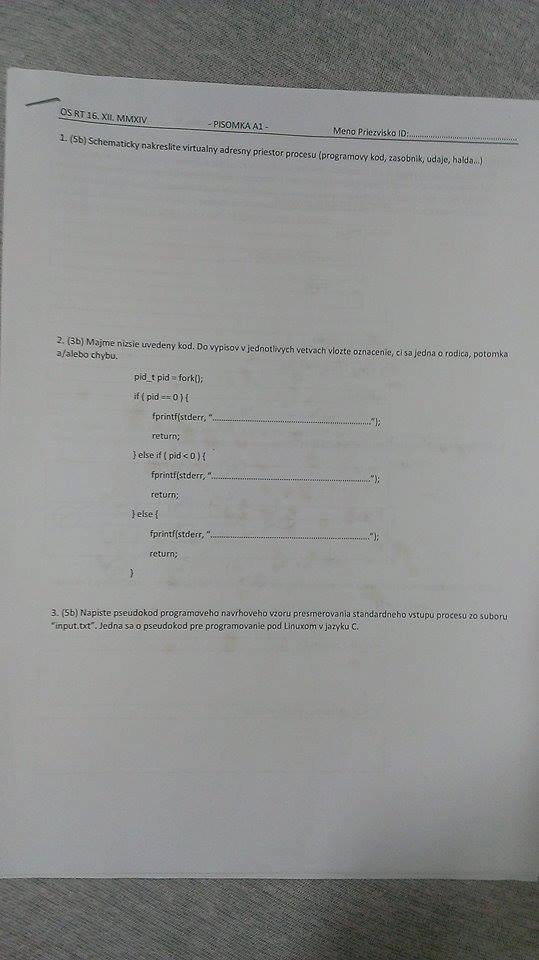 OS RT 16. XII. MMXIV - PISOMKA A1 - Meno Priezvisko ID:..............................................
1. (5b) Schematicky nakreslite virtualny adresny priestor procesu (programovy kod, zasobnik, udaje, halda...)
2. (3b) Majme nizsie uvedeny kod. Do vypisov v jednotlivych vetvach vlozte oznacenie, ci sa jedna o rodica, potomka
a/alebo chybu.
pid_t pid = fork();
if ( pid == 0 ) {
fprintf(stderr, “....................................................................”);
return;
} else if ( pid < 0 ) {
fprintf(stderr, “....................................................................”);
return;
} else {
fprintf(stderr, “....................................................................”);
return;
}
3. (5b) Napiste pseudokod programoveho navrhoveho vzoru presmerovania standardneho vstupu procesu zo suboru
“input.txt”. Jedna sa o pseudokod pre programovanie pod Linuxom v jazyku C.